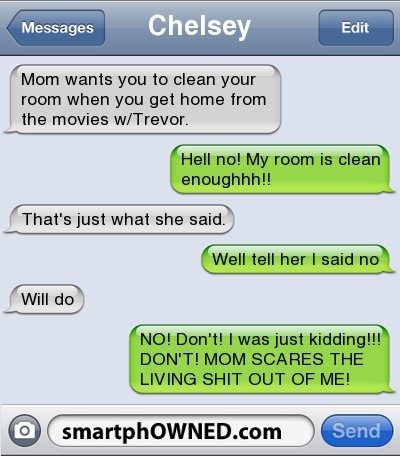 Messages
Chelsey
Edit
Mom wants you to clean your
room when you get home from
the movies w/Trevor.
Hell no! My room is clean
enoughhh!!
That's just what she said.
Well tell her I said no
Will do
NO! Don't! I was just kidding!!!
DON'T! MOM SCARES THE
LIVING SHIT OUT OF ME!
smartphOWNED.com
Send